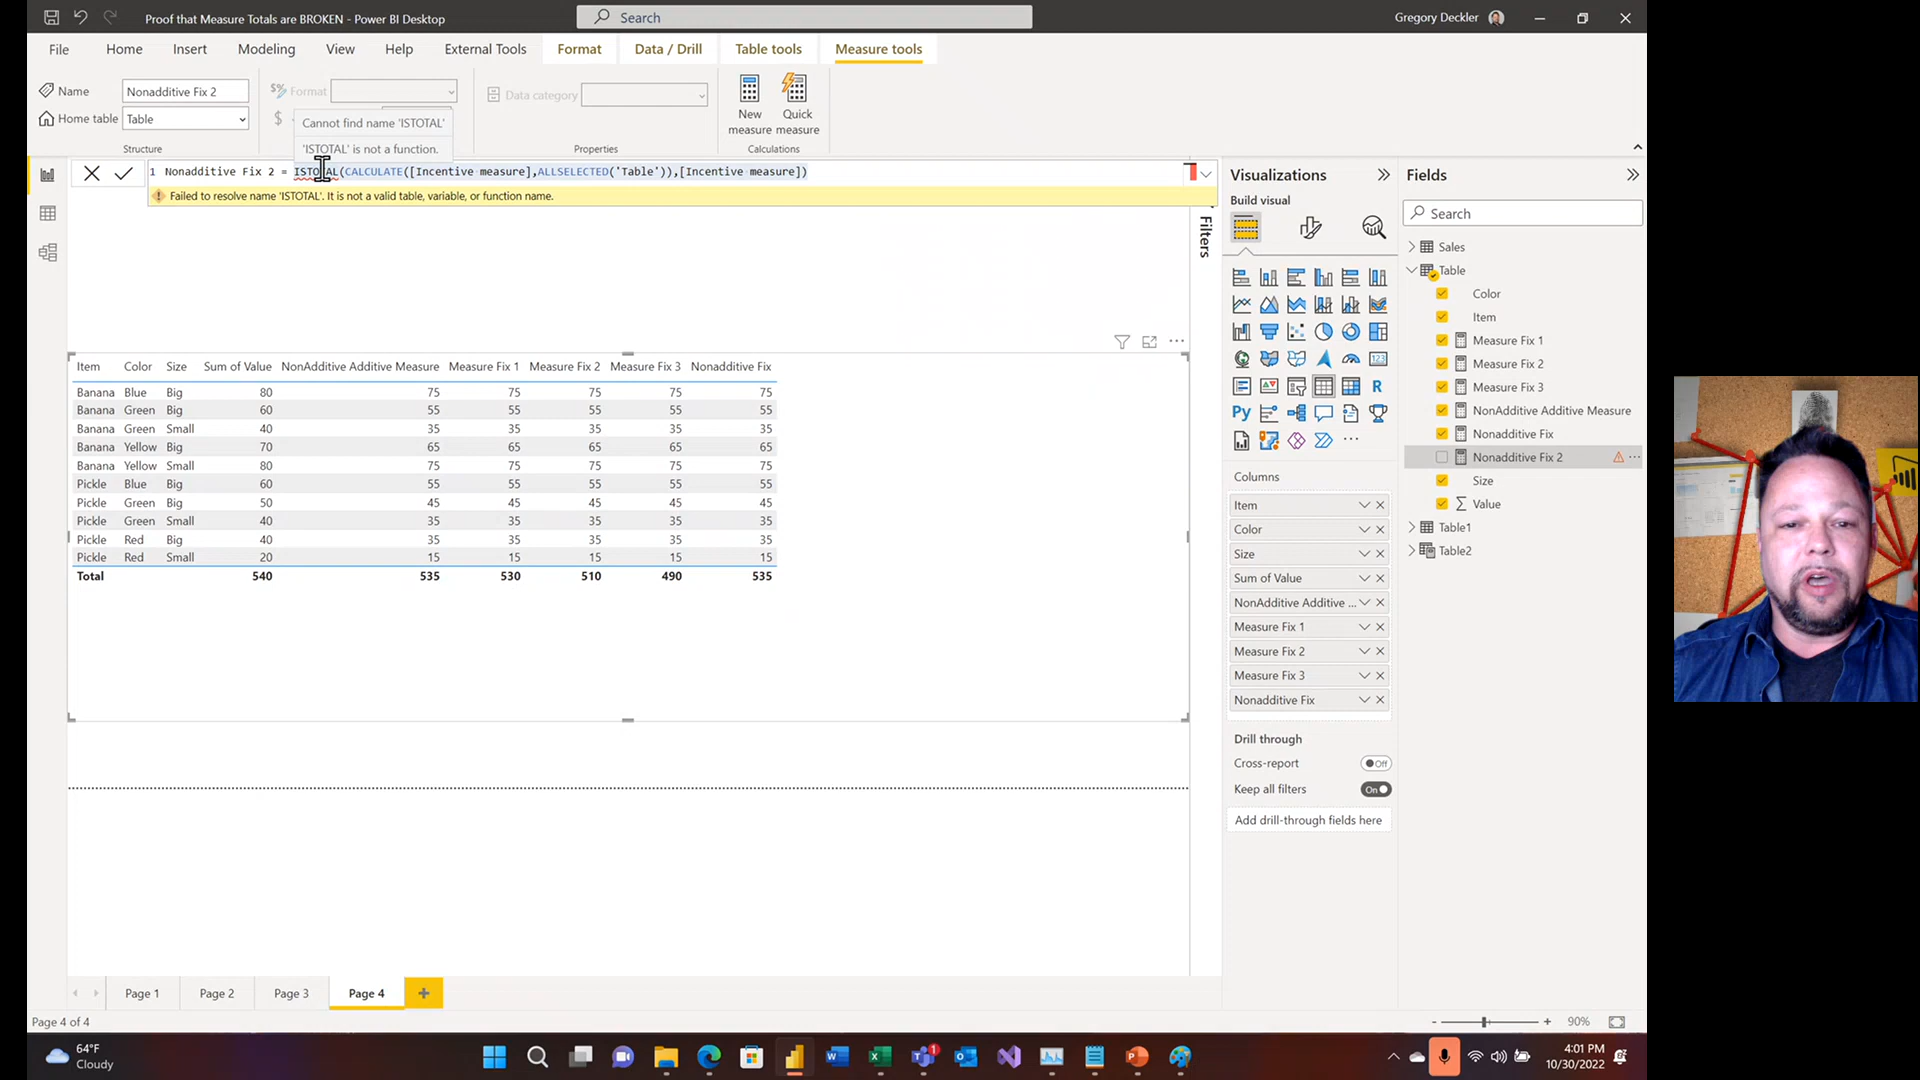 Proof that Measure Totals are BROKEN - Power BI Desktop
Search
Gregory Deckler
File Home Insert Modeling View Help External Tools Format Data / Drill Table tools Measure tools
Name Nonadditive Fix 2
Home table Table
Structure
Format
$
Cannot find name 'ISTOTAL'
'ISTOTAL' is not a function.
Data category
Properties
New measure
Quick measure
Calculations
1 Nonadditive Fix 2 = ISTOTAL(CALCULATE([Incentive measure],ALLSELECTED('Table')),[Incentive measure])
Failed to resolve name 'ISTOTAL'. It is not a valid table, variable, or function name.
Item Color Size Sum of Value NonAdditive Additive Measure Measure Fix 1 Measure Fix 2 Measure Fix 3 Nonadditive Fix
Banana Blue Big 80 75 75 75 75 75
Banana Green Big 60 55 55 55 55 55
Banana Green Small 40 35 35 35 35 35
Banana Yellow Big 70 65 65 65 65 65
Banana Yellow Small 80 75 75 75 75 75
Pickle Blue Big 60 55 55 55 55 55
Pickle Green Big 50 45 45 45 45 45
Pickle Green Small 40 35 35 35 35 35
Pickle Red Big 40 35 35 35 35 35
Pickle Red Small 20 15 15 15 15 15
Total 540 535 530 510 490 535
Filters
Visualizations
Build visual
R
Py
123
Columns
Item
Color
Size
Sum of Value
NonAdditive Additive ...
Measure Fix 1
Measure Fix 2
Measure Fix 3
Nonadditive Fix
Drill through
Cross-report Off
Keep all filters On
Add drill-through fields here
Fields
Search
Sales
Table
Color
Item
Measure Fix 1
Measure Fix 2
Measure Fix 3
NonAdditive Additive Measure
Nonadditive Fix
Nonadditive Fix 2
Size
Value
Table1
Table2
Page 1 Page 2 Page 3 Page 4
Page 4 of 4
- + 90%
64°F
Cloudy
4:01 PM
10/30/2022